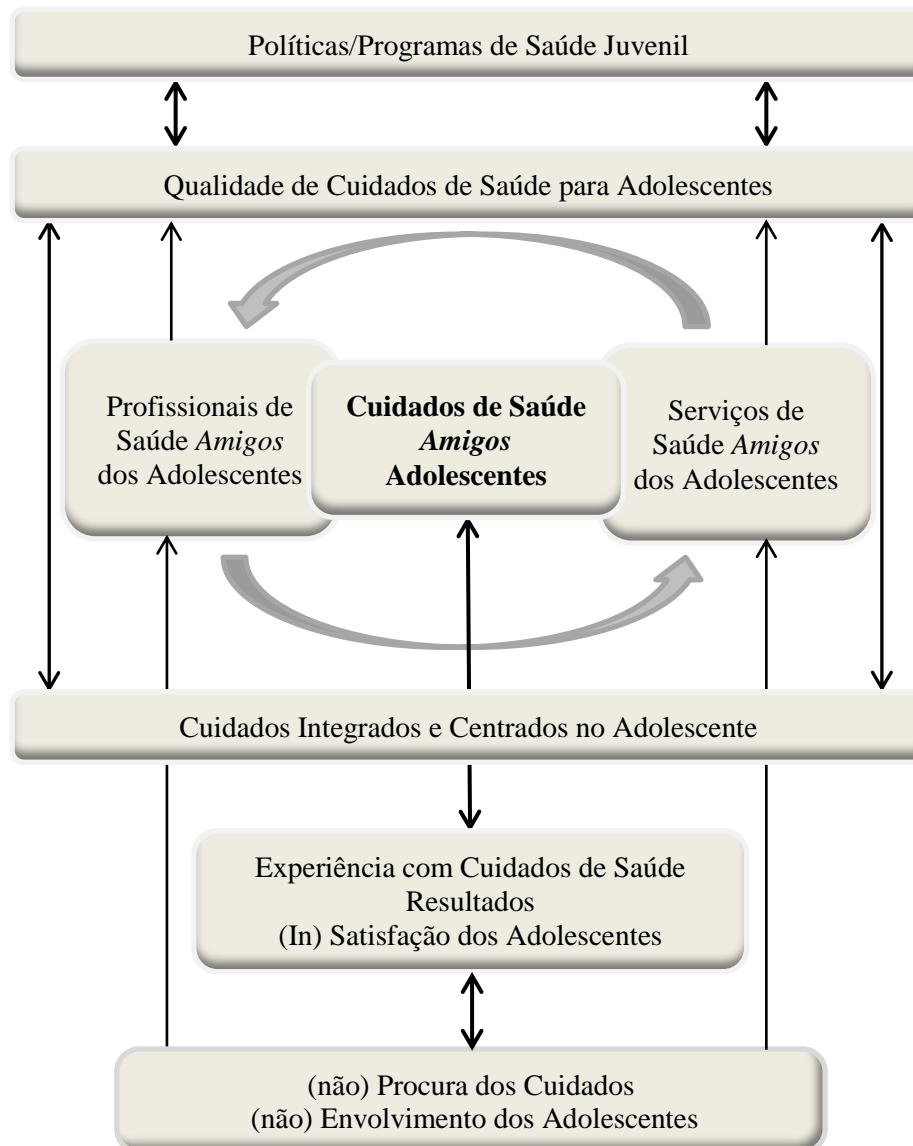 Políticas/Programas de Saúde Juvenil
Qualidade de Cuidados de Saúde para Adolescentes
Profissionais de
Saúde Amigos
dos Adolescentes
Cuidados de Saúde
Amigos
Adolescentes
Serviços de
Saúde Amigos
dos Adolescentes
Cuidados Integrados e Centrados no Adolescente
Experiência com Cuidados de Saúde
Resultados
(In) Satisfação dos Adolescentes
(não) Procura dos Cuidados
(não) Envolvimento dos Adolescentes